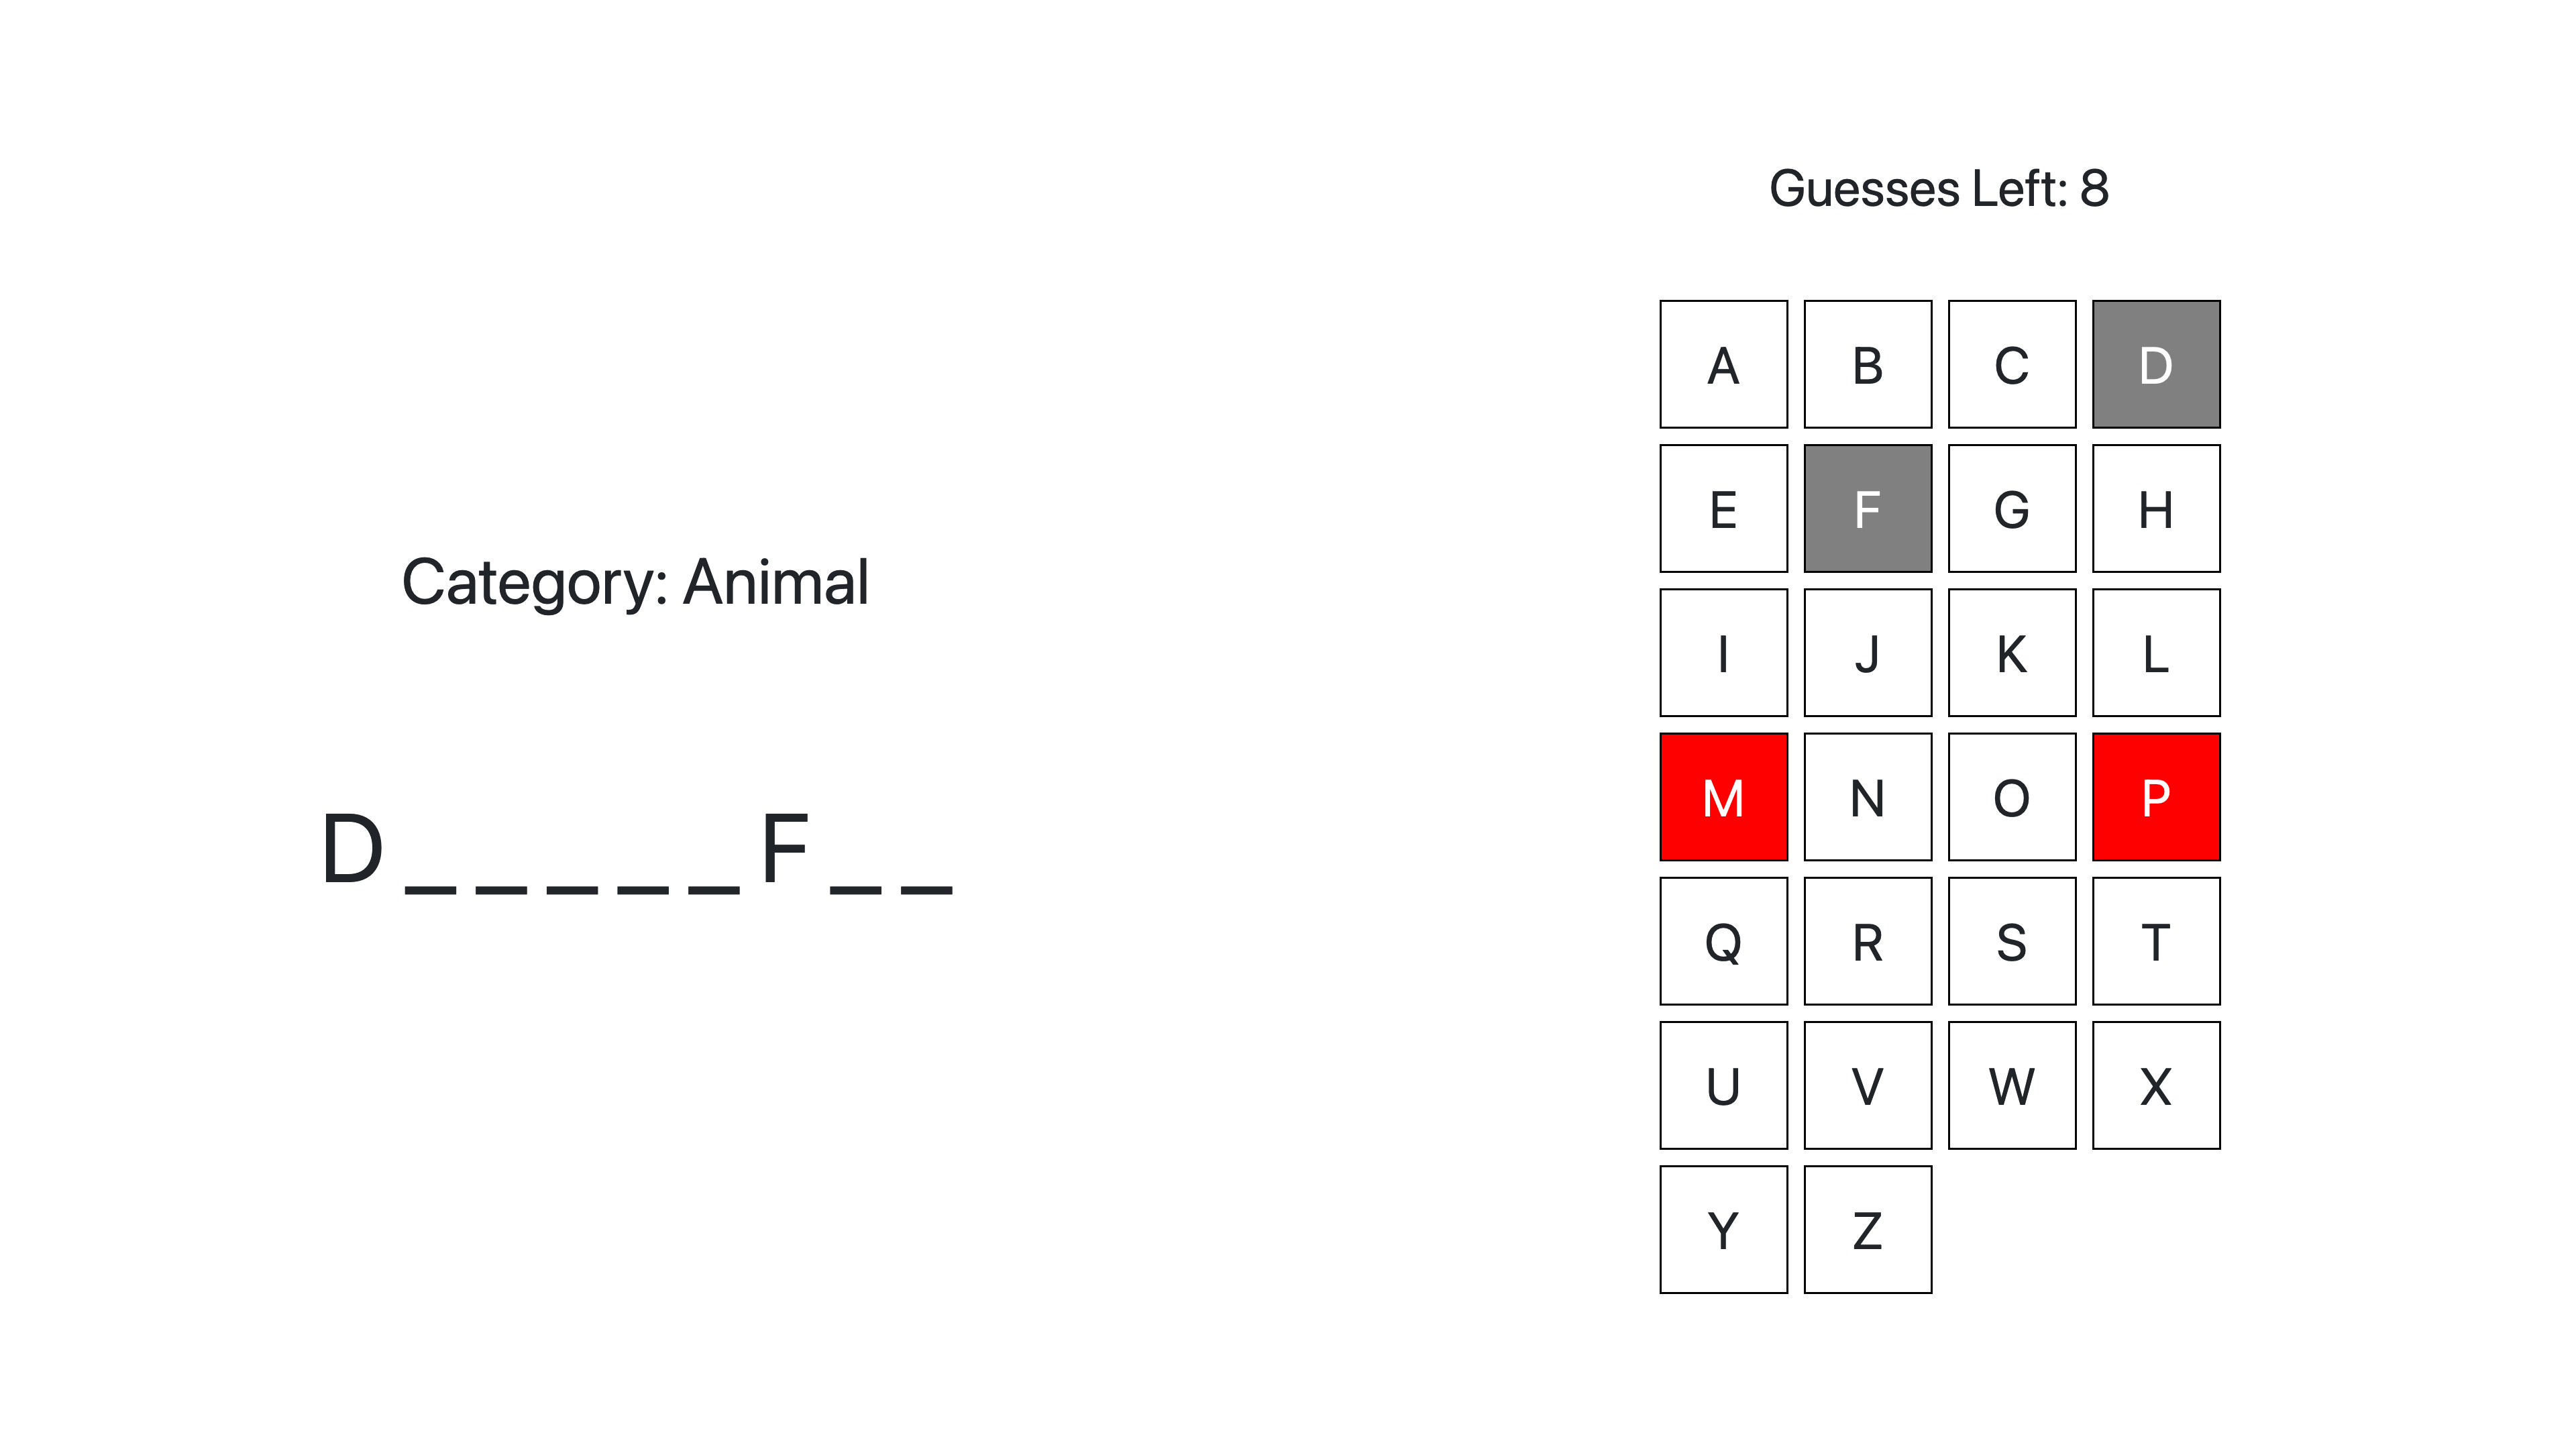 Guesses Left: 8
Category: Animal
D _ _ _ _ _ F _ _
A B C D
E F G H
I J K L
M N O P
Q R S T
U V W X
Y Z